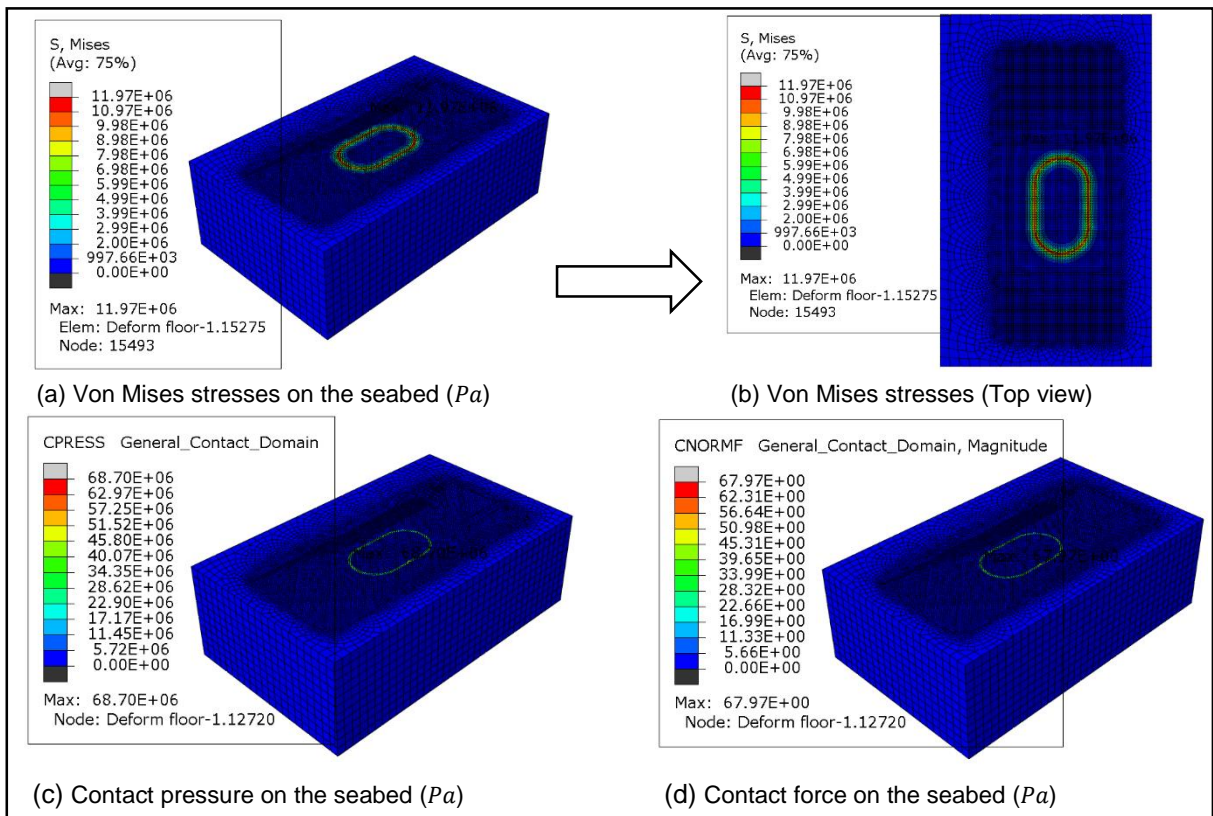 S, Mises
(Avg: 75%)
11.97E+06
10.97E+06
9.98E+06
8.98E+06
7.98E+06
6.98E+06
5.99E+06
4.99E+06
3.99E+06
2.99E+06
2.00E+06
997.66E+03
0.00E+00
Max: 11.97E+06
Elem: Deform floor-1.15275
Node: 15493
(a) Von Mises stresses on the seabed (Pa)
S, Mises
(Avg: 75%)
11.97E+06
10.97E+06
9.98E+06
8.98E+06
7.98E+06
6.98E+06
5.99E+06
4.99E+06
3.99E+06
2.99E+06
2.00E+06
997.66E+03
0.00E+00
Max: 11.97E+06
Elem: Deform floor-1.15275
Node: 15493
(b) Von Mises stresses (Top view)
CPRESS General_Contact_Domain
68.70E+06
62.97E+06
57.25E+06
51.52E+06
45.80E+06
40.07E+06
34.35E+06
28.62E+06
22.90E+06
17.17E+06
11.45E+06
5.72E+06
0.00E+00
Max: 68.70E+06
Node: Deform floor-1.12720
(c) Contact pressure on the seabed (Pa)
CNORMF General_Contact_Domain, Magnitude
67.97E+00
62.31E+00
56.64E+00
50.98E+00
45.31E+00
39.65E+00
33.99E+00
28.32E+00
22.66E+00
16.99E+00
11.33E+00
5.66E+00
0.00E+00
Max: 67.97E+00
Node: Deform floor-1.12720
(d) Contact force on the seabed (Pa)